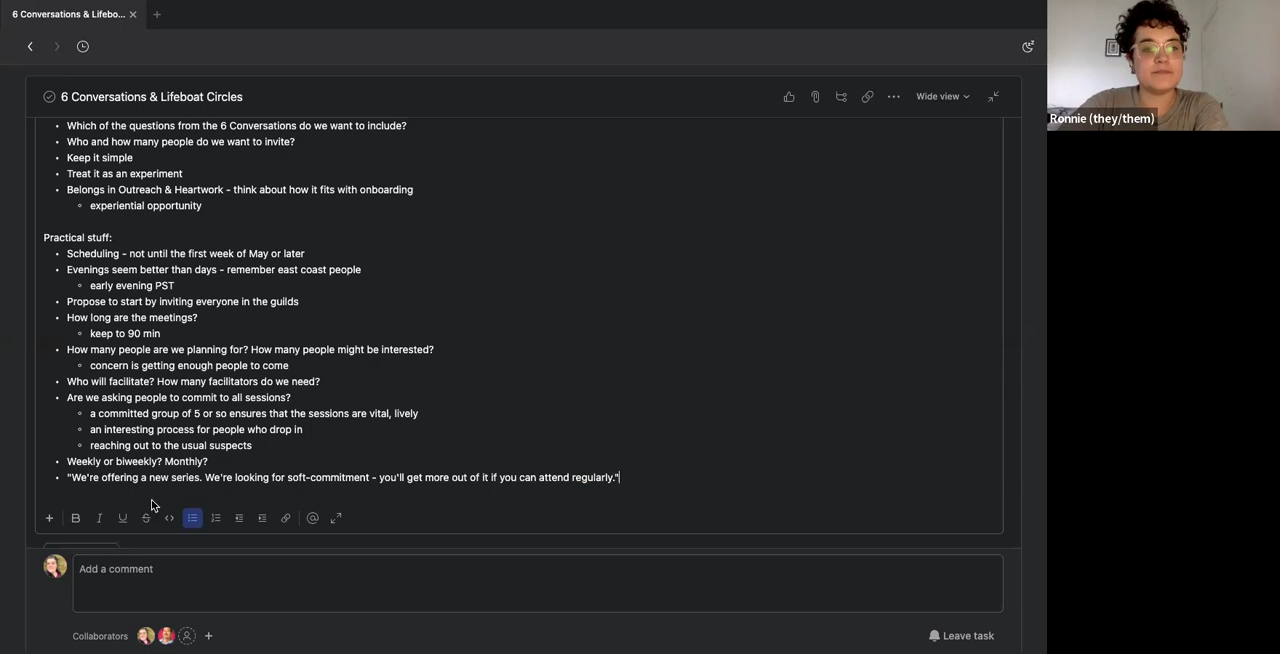 6 Conversations & Lifebo...
Ronnie (they/them)
6 Conversations & Lifeboat Circles
Wide view
• Which of the questions from the 6 Conversations do we want to include?
• Who and how many people do we want to invite?
• Keep it simple
• Treat it as an experiment
• Belongs in Outreach & Heartwork - think about how it fits with onboarding
◦ experiential opportunity
Practical stuff:
• Scheduling - not until the first week of May or later
• Evenings seem better than days - remember east coast people
◦ early evening PST
• Propose to start by inviting everyone in the guilds
• How long are the meetings?
◦ keep to 90 min
• How many people are we planning for? How many people might be interested?
◦ concern is getting enough people to come
• Who will facilitate? How many facilitators do we need?
• Are we asking people to commit to all sessions?
◦ a committed group of 5 or so ensures that the sessions are vital, lively
◦ an interesting process for people who drop in
◦ reaching out to the usual suspects
• Weekly or biweekly? Monthly?
• "We're offering a new series. We're looking for soft-commitment - you'll get more out of it if you can attend regularly."
Add a comment
Collaborators
Leave task